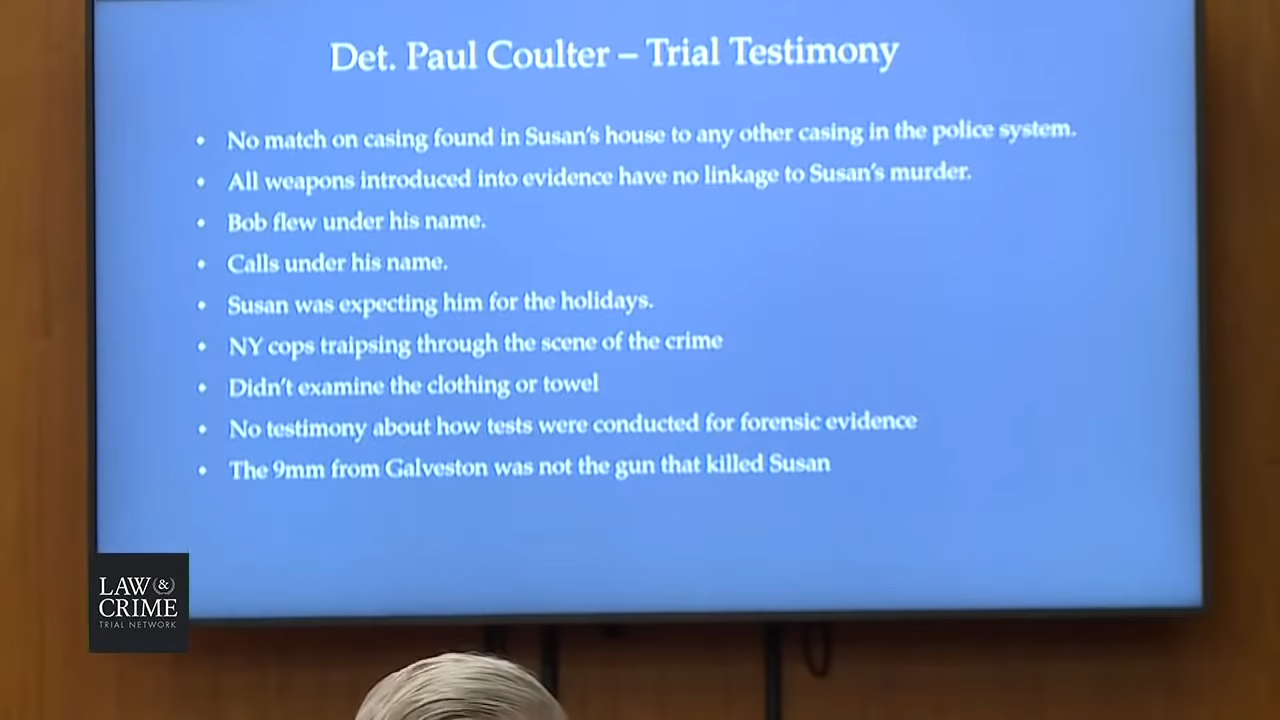 Det. Paul Coulter – Trial Testimony
• No match on casing found in Susan's house to any other casing in the police system.
• All weapons introduced into evidence have no linkage to Susan's murder.
• Bob flew under his name.
• Calls under his name.
• Susan was expecting him for the holidays.
• NY cops traipsing through the scene of the crime
• Didn't examine the clothing or towel
• No testimony about how tests were conducted for forensic evidence
• The 9mm from Galveston was not the gun that killed Susan
LAW &
CRIME
TRIAL NETWORK